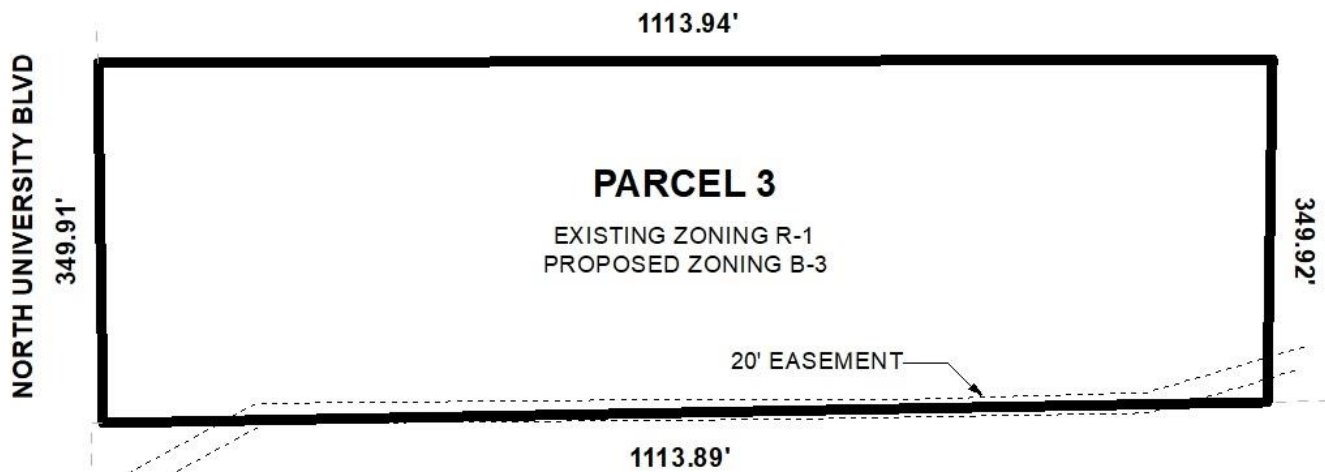 1113.94'
NORTH UNIVERSITY BLVD
349.91'
PARCEL 3
EXISTING ZONING R-1
PROPOSED ZONING B-3
349.92'
20' EASEMENT
1113.89'